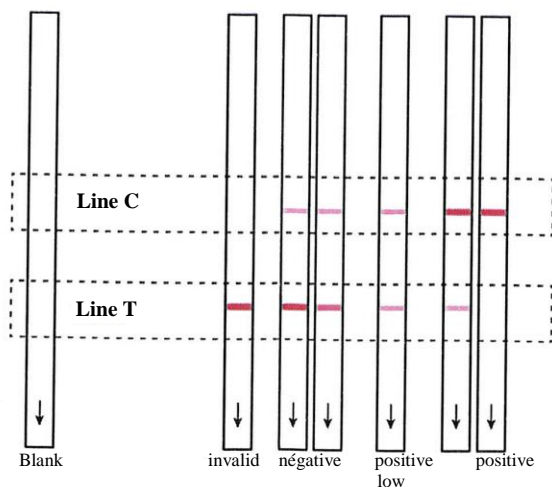 Line C
Line T
Blank
invalid
négative
positive
low
positive